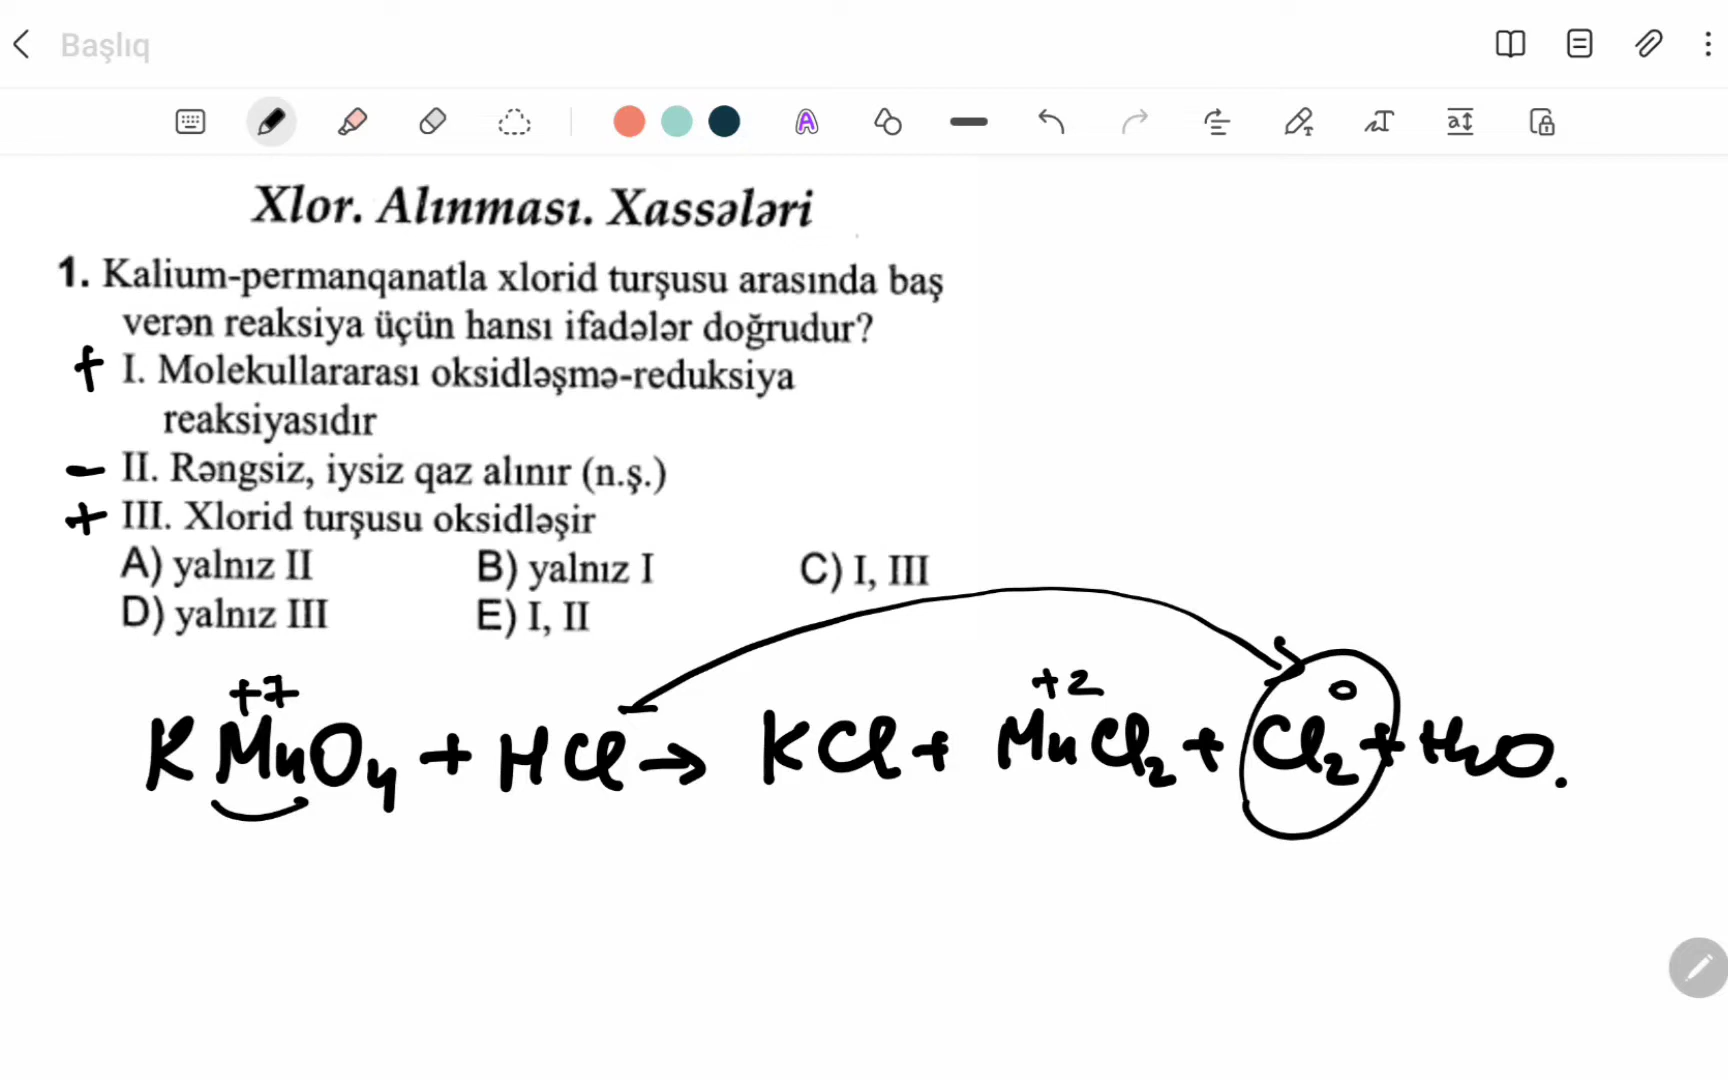 Başlıq
Xlor. Alınması. Xassələri
1. Kalium-permanqanatla xlorid turşusu arasında baş
verən reaksiya üçün hansı ifadələr doğrudur?
+ I. Molekullararası oksidləşmə-reduksiya
reaksiyasıdır
– II. Rəngsiz, iysiz qaz alınır (n.ş.)
+ III. Xlorid turşusu oksidləşir
A) yalnız II B) yalnız I C) I, III
D) yalnız III E) I, II
+7 +2 0
KMnO4 + HCl → KCl + MnCl2 + Cl2 + H2O.